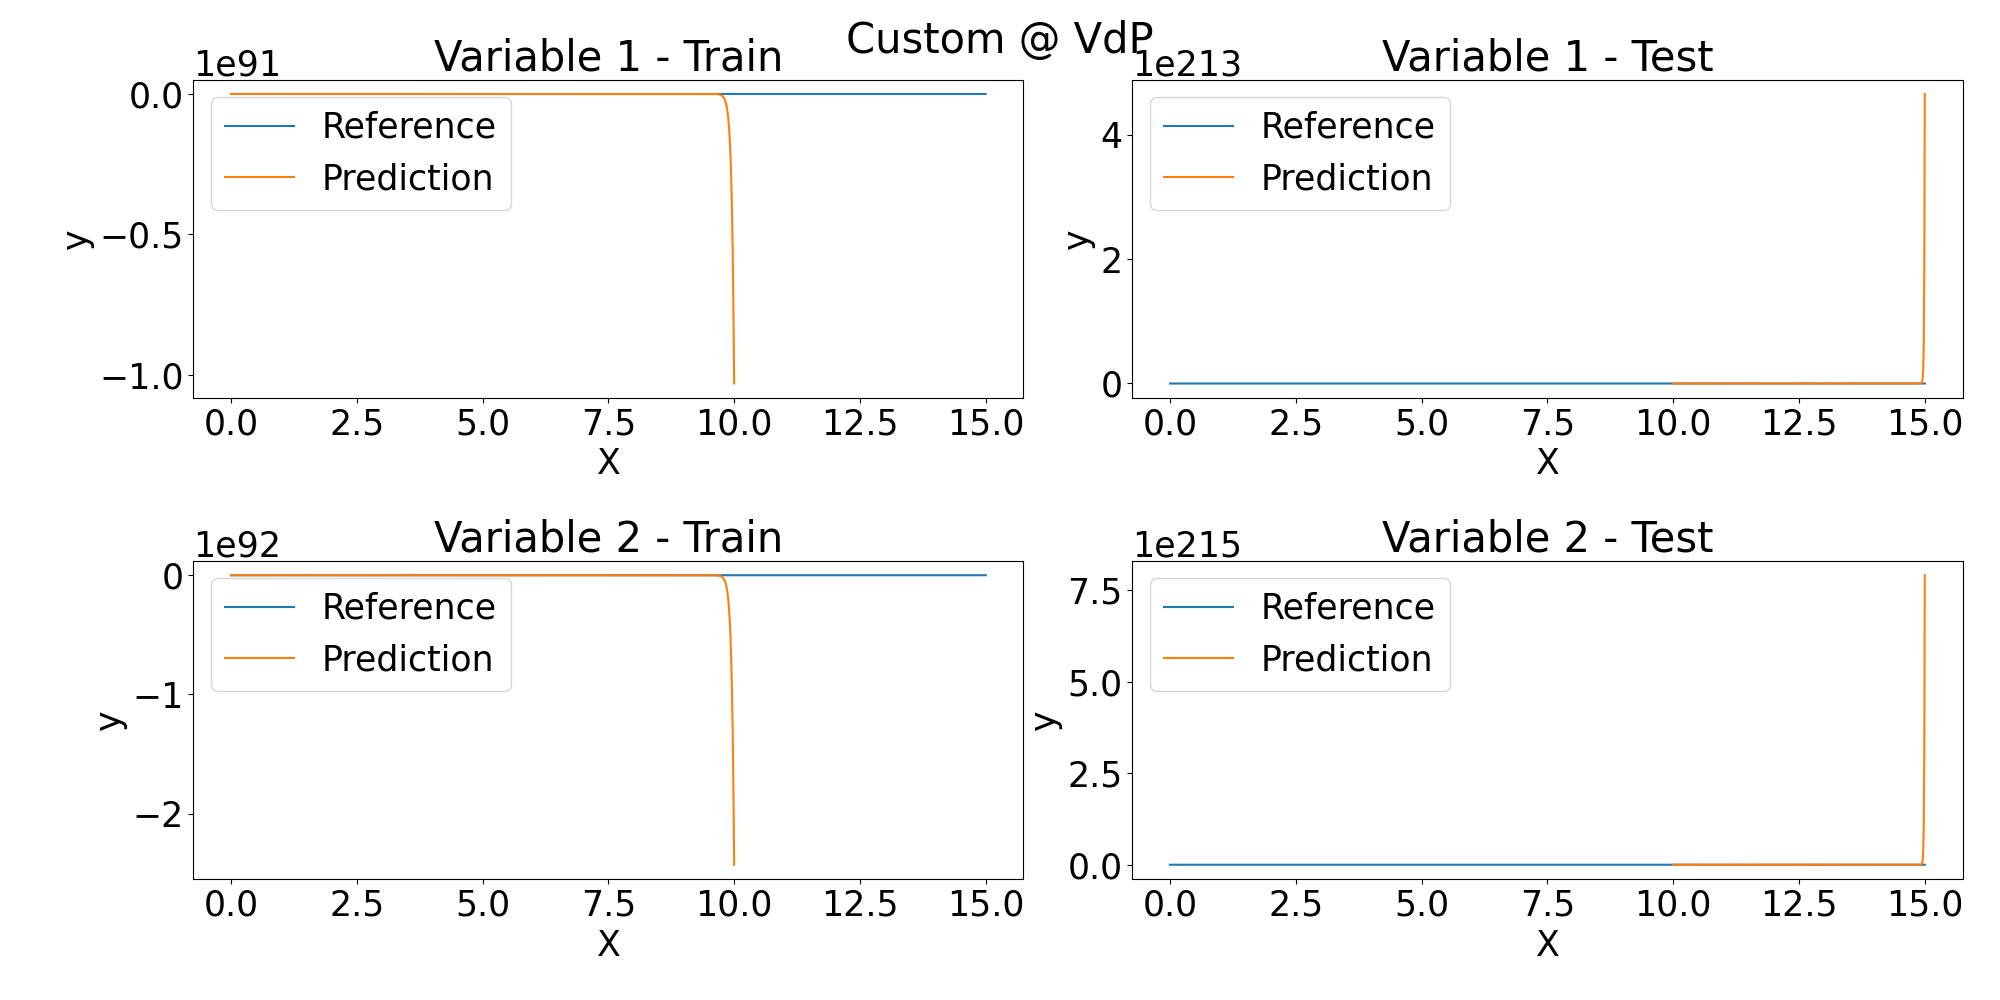 Custom @ VdP
Variable 1 - Train
1e91
0.0
−0.5
−1.0
y
Reference
Prediction
0.0 2.5 5.0 7.5 10.0 12.5 15.0
X
Variable 1 - Test
1e213
4
2
0
y
Reference
Prediction
0.0 2.5 5.0 7.5 10.0 12.5 15.0
X
Variable 2 - Train
1e92
0
−1
−2
y
Reference
Prediction
0.0 2.5 5.0 7.5 10.0 12.5 15.0
X
Variable 2 - Test
1e215
7.5
5.0
2.5
0.0
y
Reference
Prediction
0.0 2.5 5.0 7.5 10.0 12.5 15.0
X